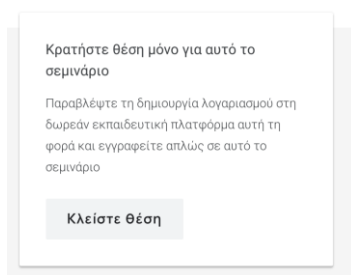 Κρατήστε θέση μόνο για αυτό το
σεμινάριο
Παραβλέψτε τη δημιουργία λογαριασμού στη
δωρεάν εκπαιδευτική πλατφόρμα αυτή τη
φορά και εγγραφείτε απλώς σε αυτό το
σεμινάριο
Κλείστε θέση